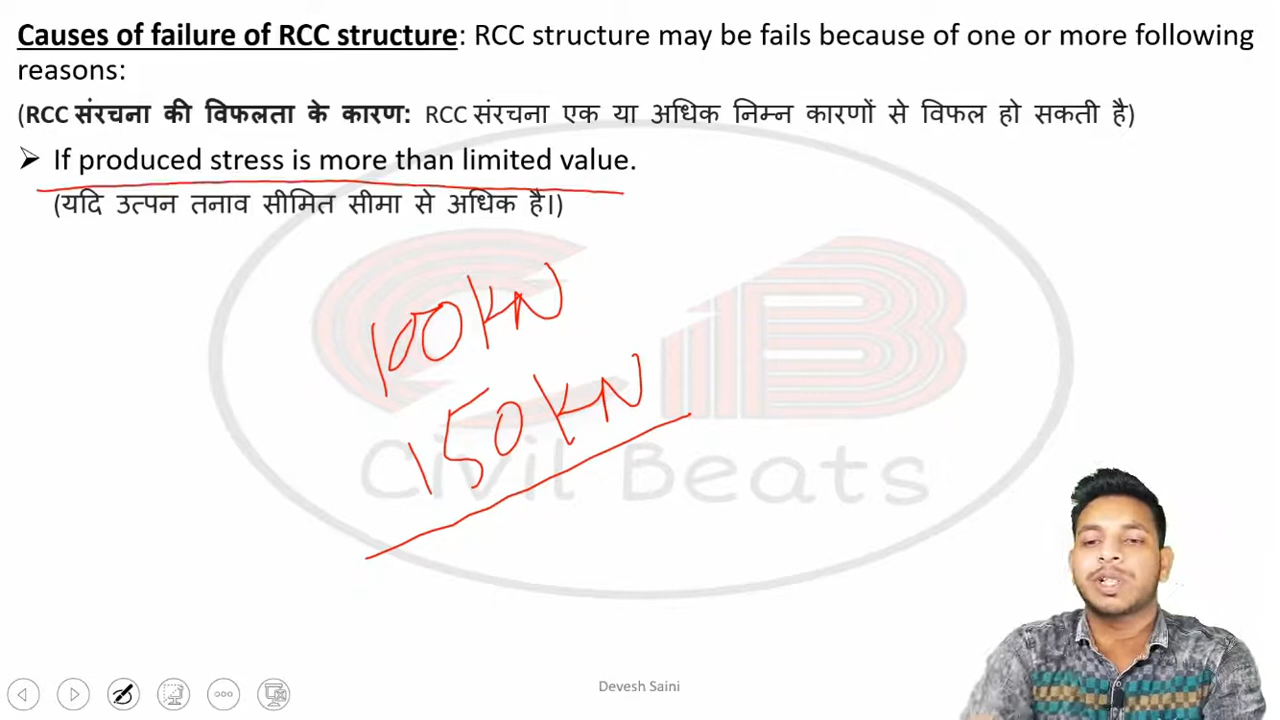 Causes of failure of RCC structure: RCC structure may be fails because of one or more following
reasons:
(RCC संरचना की विफलता के कारण: RCC संरचना एक या अधिक निम्न कारणों से विफल हो सकती है)
➢ If produced stress is more than limited value.
(यदि उत्पन तनाव सीमित सीमा से अधिक है।)
100KN
150KN
Civil Beats
Devesh Saini